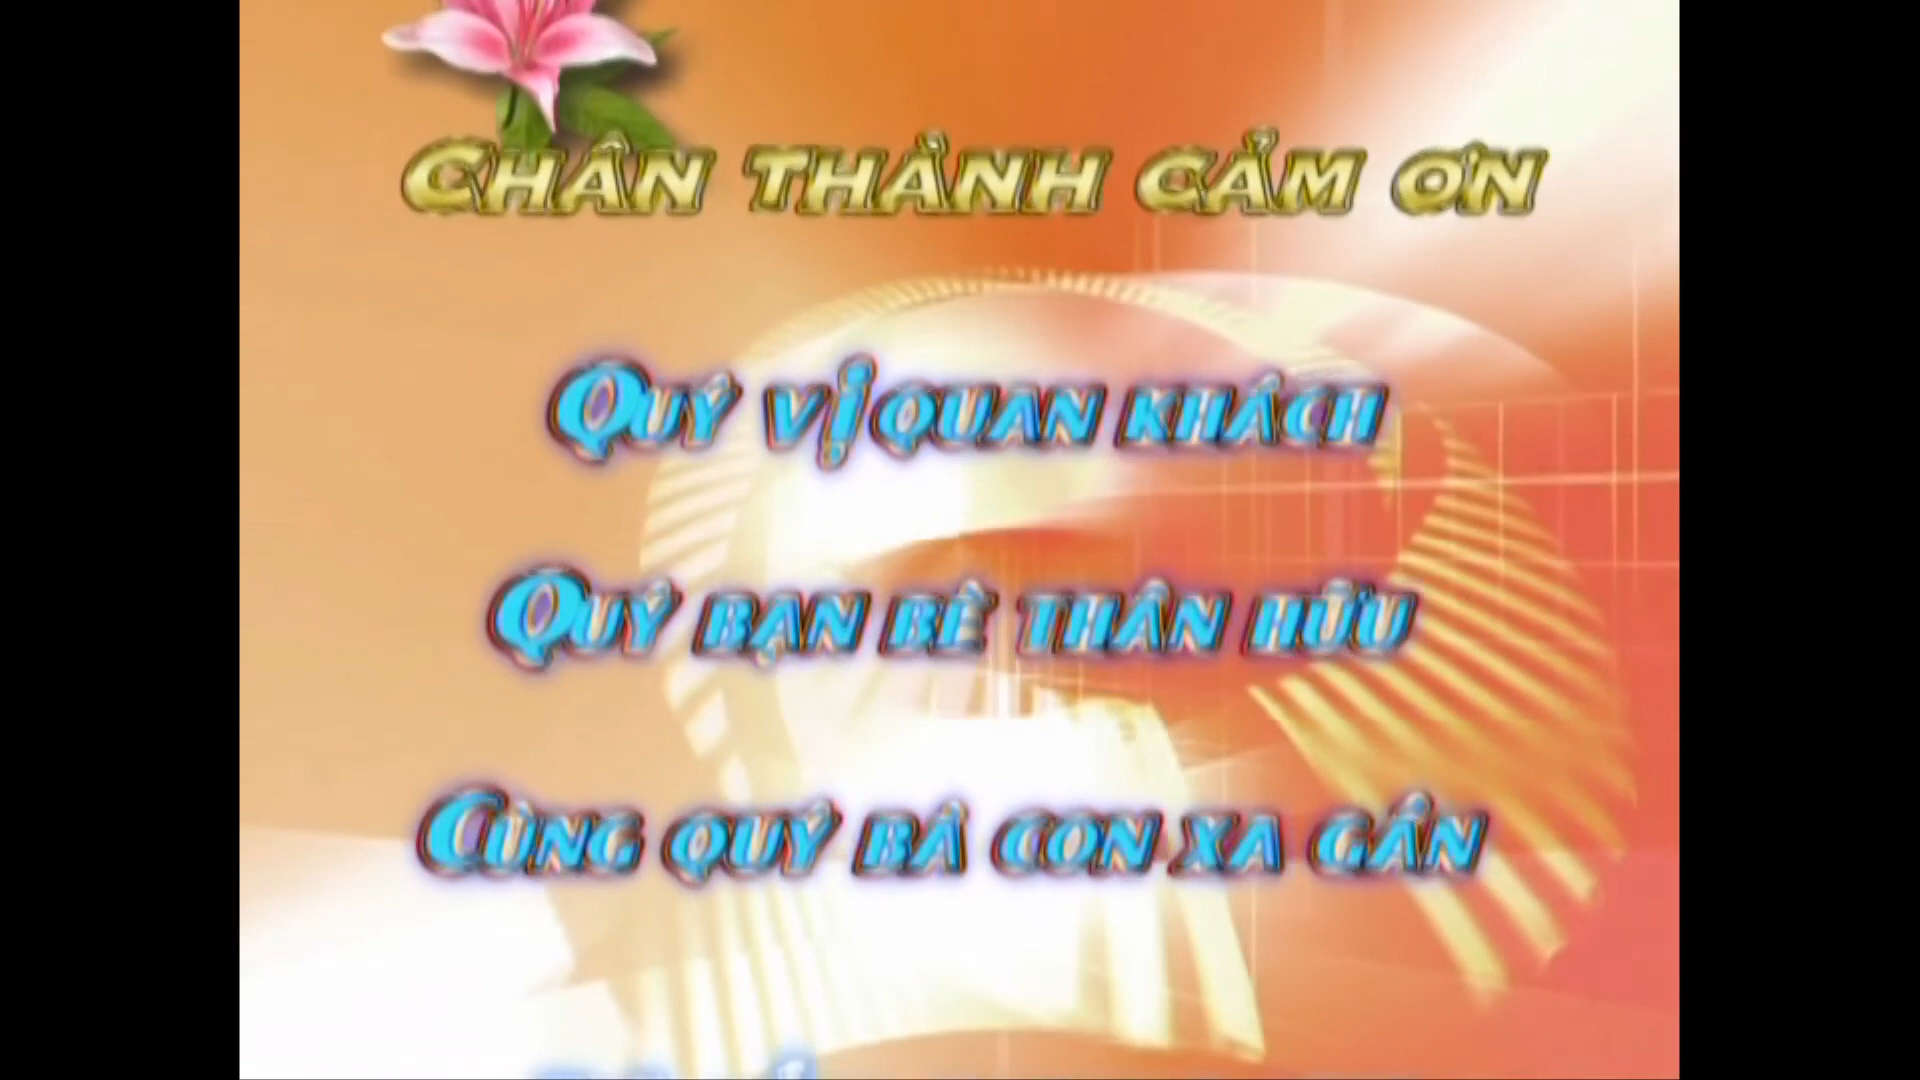 CHÂN THÀNH CẢM ƠN
QUÝ VỊ QUAN KHÁCH
QUÝ BẠN BÈ THÂN HỮU
CÙNG QUÝ BÀ CON XA GẦN